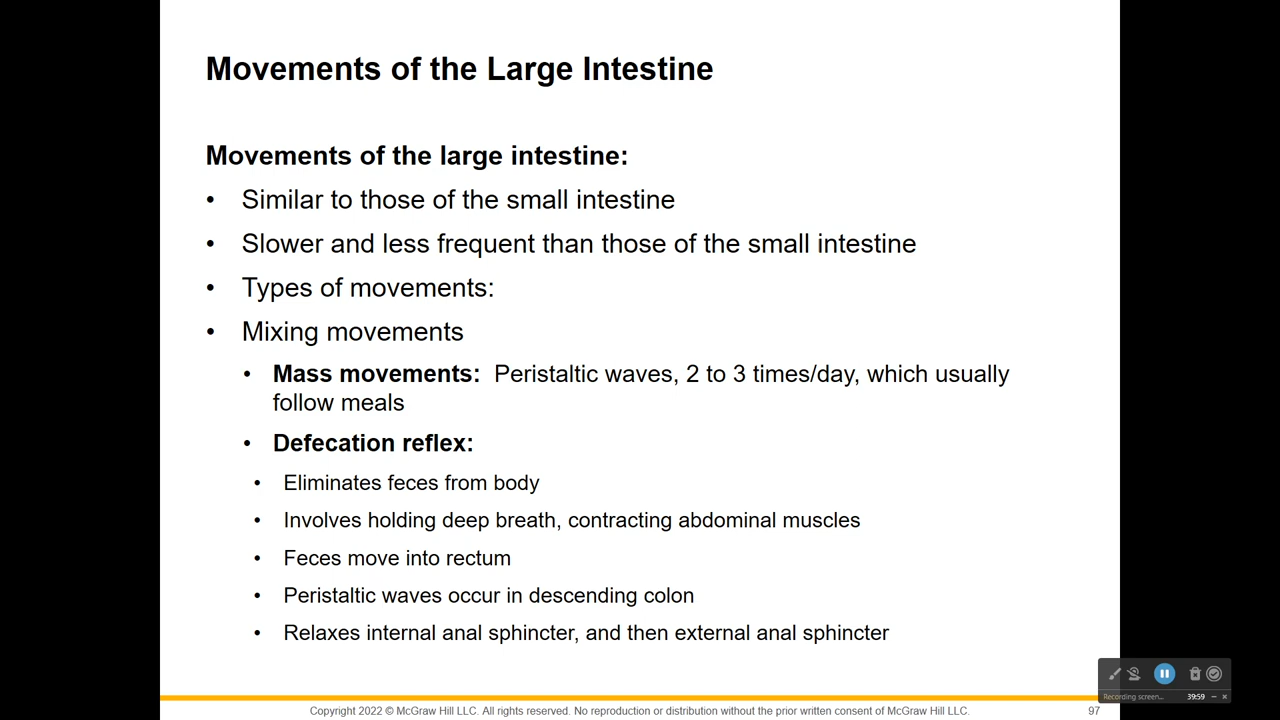 Movements of the Large Intestine
Movements of the large intestine:
• Similar to those of the small intestine
• Slower and less frequent than those of the small intestine
• Types of movements:
• Mixing movements
• Mass movements: Peristaltic waves, 2 to 3 times/day, which usually
follow meals
• Defecation reflex:
• Eliminates feces from body
• Involves holding deep breath, contracting abdominal muscles
• Feces move into rectum
• Peristaltic waves occur in descending colon
• Relaxes internal anal sphincter, and then external anal sphincter
Recording screen... 39:59
Copyright 2022 © McGraw Hill LLC. All rights reserved. No reproduction or distribution without the prior written consent of McGraw Hill LLC. 97